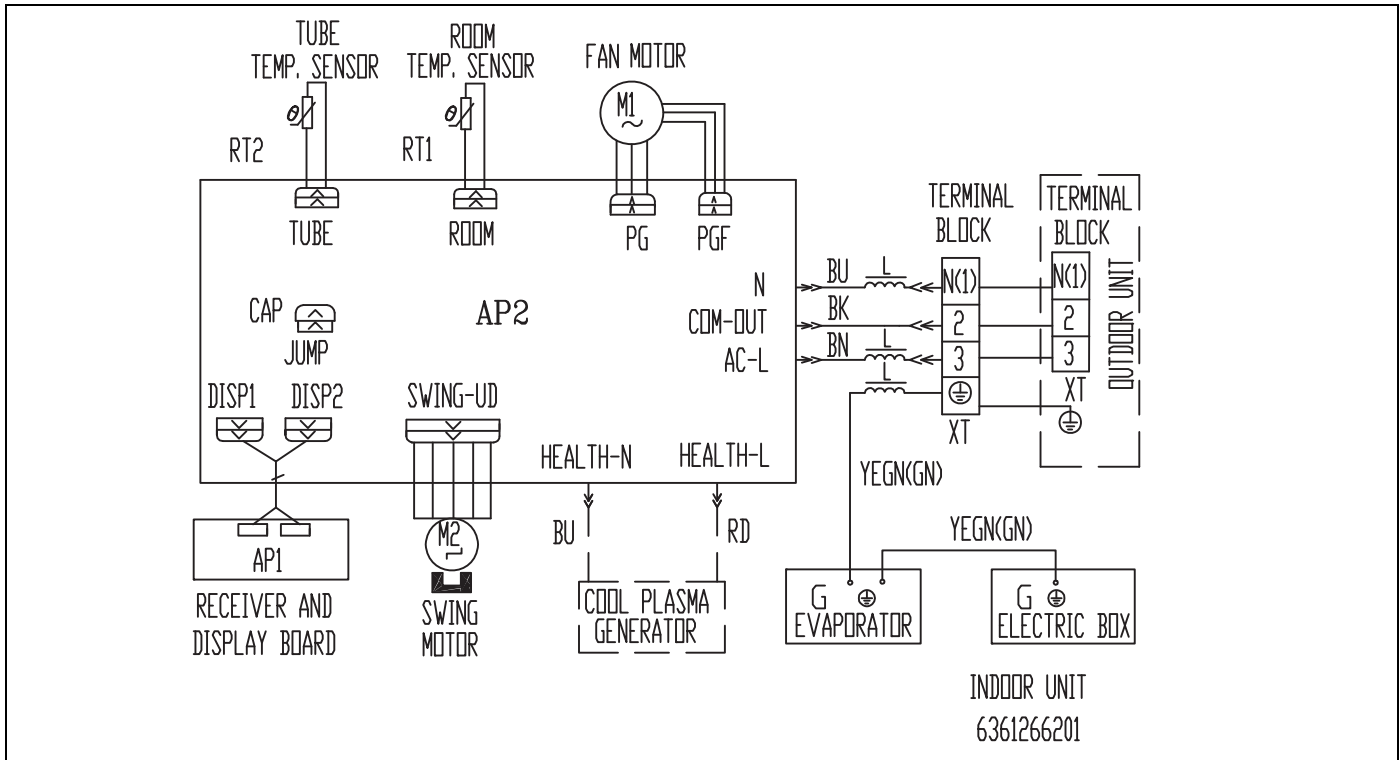 TUBE
TEMP. SENSOR
ROOM
TEMP. SENSOR
FAN MOTOR
θ
θ
M1
RT2
RT1
TUBE
ROOM
PG
PGF
TERMINAL
BLOCK
TERMINAL
BLOCK
OUTDOOR UNIT
N
BU
L
N(1)
N(1)
CAP
JUMP
AP2
COM-OUT
BK
2
2
AC-L
BN
L
3
3
L
XT
XT
DISP1
DISP2
SWING-UD
HEALTH-N
HEALTH-L
YEGN(GN)
BU
RD
YEGN(GN)
AP1
M2
RECEIVER AND
DISPLAY BOARD
SWING
MOTOR
COOL PLASMA
GENERATOR
G
EVAPORATOR
G
ELECTRIC BOX
INDOOR UNIT
6361266201